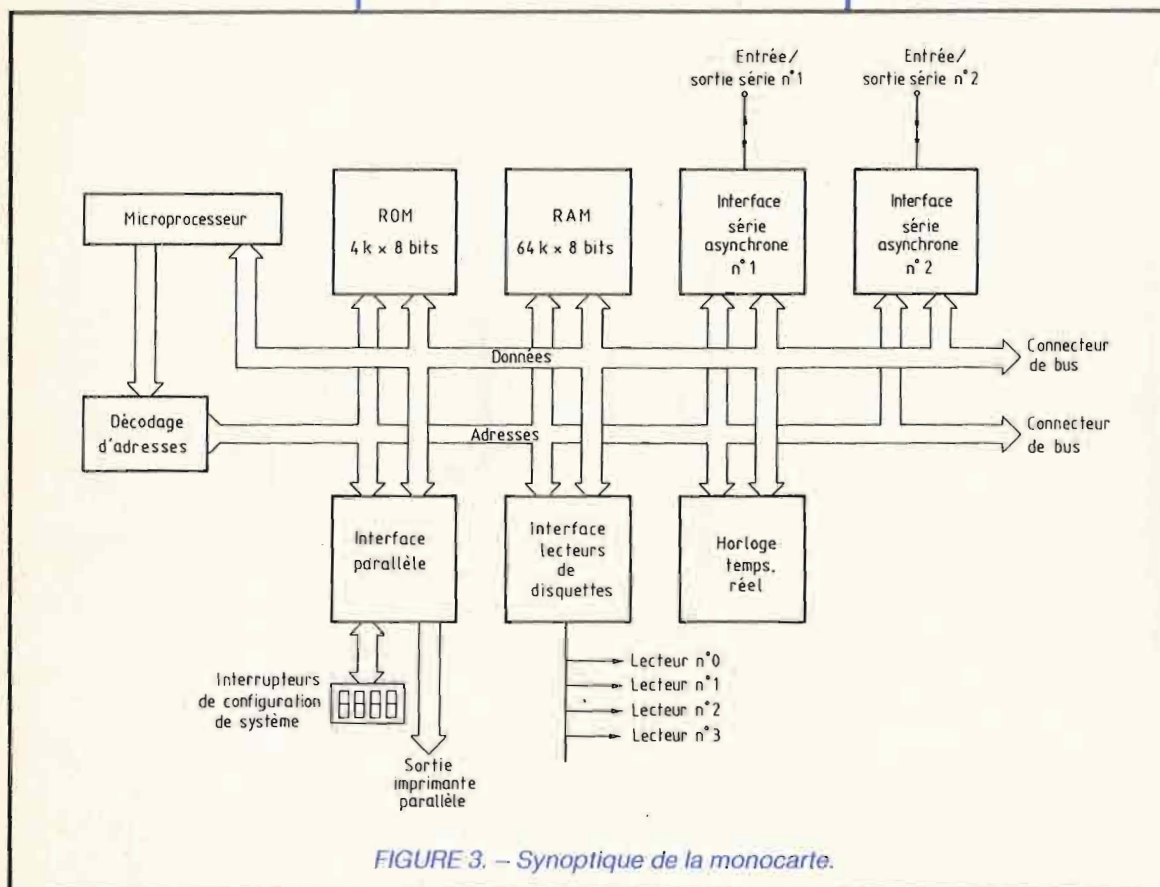 Entrée/
sortie série n°1
Entrée/
sortie série n°2
Microprocesseur
ROM
4 k × 8 bits
RAM
64 k × 8 bits
Interface
série
asynchrone
n°1
Interface
série
asynchrone
n°2
Données
Connecteur
de bus
Décodage
d'adresses
Adresses
Connecteur
de bus
Interface
parallèle
interface
lecteurs
de
disquettes
Horloge
temps.
réel
Interrupteurs
de configuration
de système
Lecteur n°0
Lecteur n°1
Lecteur n°2
Lecteur n°3
Sortie
imprimante
parallèle
FIGURE 3. – Synoptique de la monocarte.